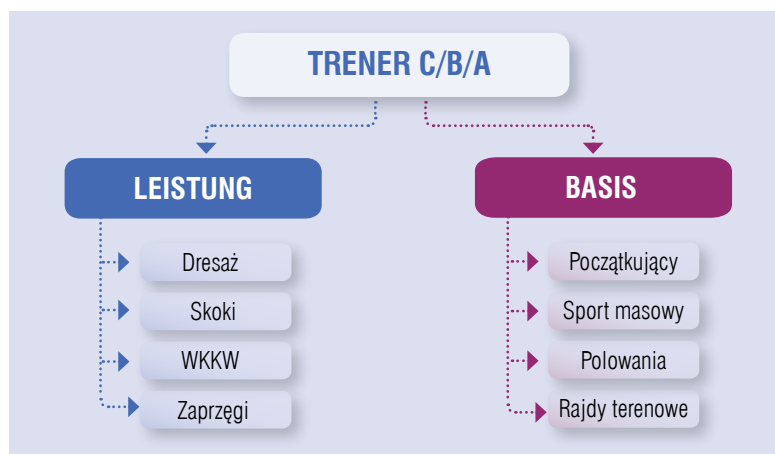 TRENER C/B/A
LEISTUNG
Dresaż
Skoki
WKKW
Zaprzęgi
BASIS
Początkujący
Sport masowy
Polowania
Rajdy terenowe